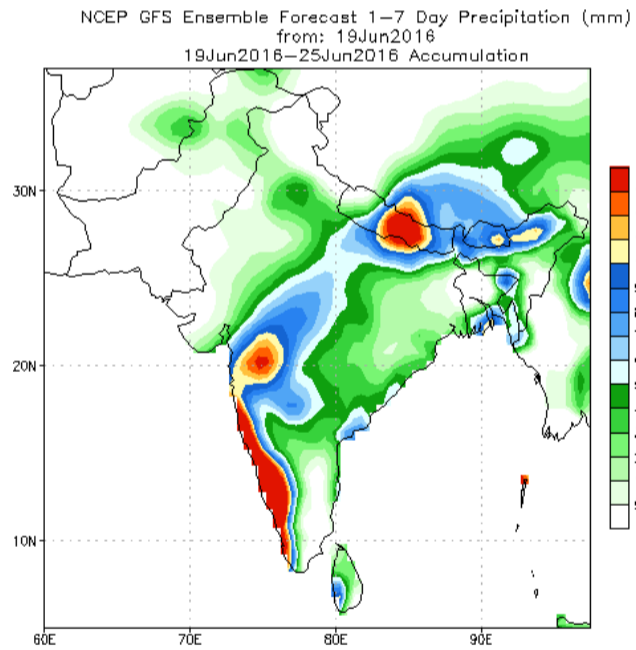 NCEP GFS Ensemble Forecast 1-7 Day Precipitation (mm)
from: 19Jun2016
19Jun2016-25Jun2016 Accumulation
30N
20N
10N
60E
70E
80E
90E